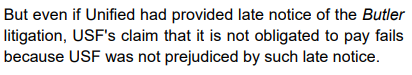 But even if Unified had provided late notice of the Butler
litigation, USF's claim that it is not obligated to pay fails
because USF was not prejudiced by such late notice.